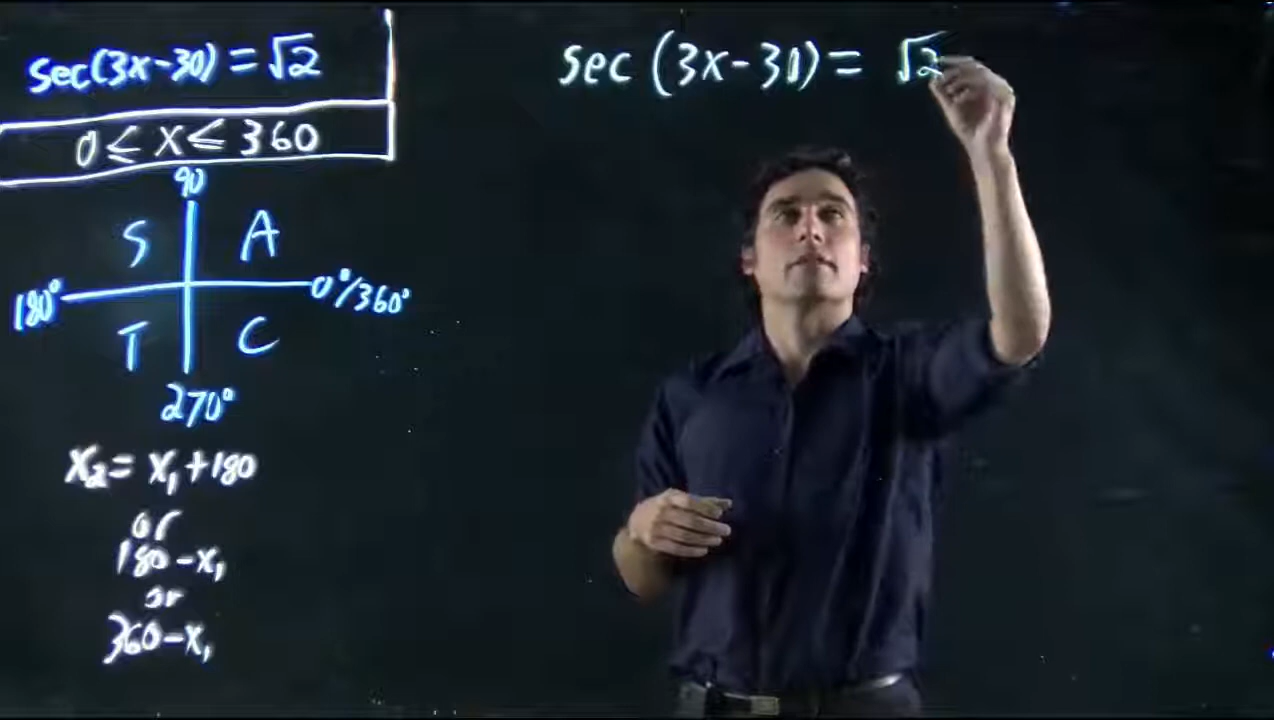 sec(3x-30) = √2
0 ≤ x ≤ 360
90
S A
180° 0°/360°
T C
270°
x₂ = x₁ + 180
or
180 - x₁
or
360 - x₁
sec (3x-30) = √2